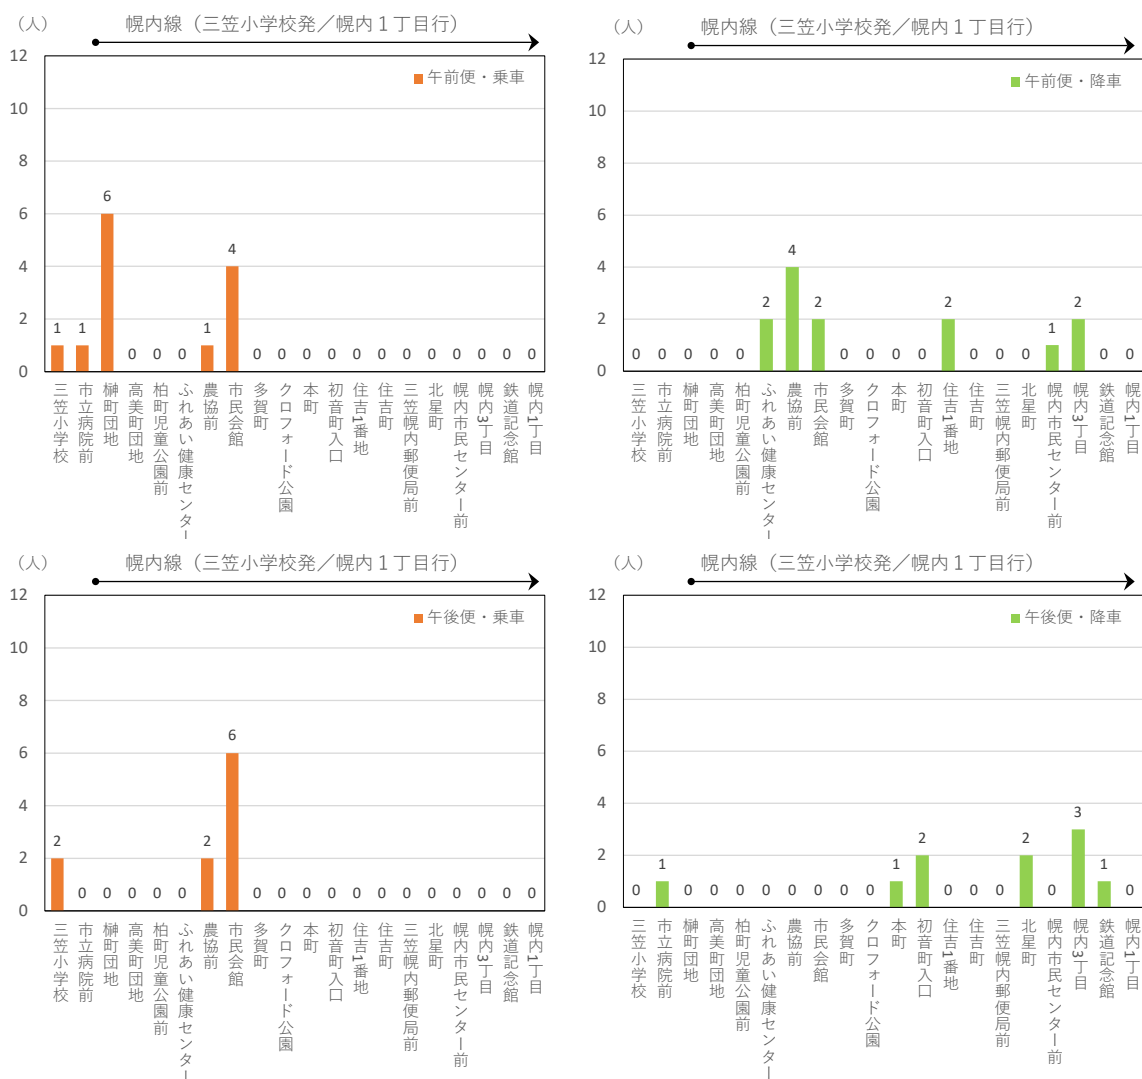 （人）
幌内線（三笠小学校発／幌内１丁目行）
12
10
8
6
4
2
0
午前便・乗車
1 1 6 0 0 0 1 4 0 0 0 0 0 0 0 0 0 0 0 0
三笠小学校
市立病院前
榊町団地
高美町団地
柏町児童公園前
ふれあい健康センター
農協前
市民会館
多賀町
クロフォード公園
本町
初音町入口
住吉1番地
住吉町
三笠幌内郵便局前
北星町
幌内市民センター前
幌内3丁目
鉄道記念館
幌内1丁目
（人）
幌内線（三笠小学校発／幌内１丁目行）
12
10
8
6
4
2
0
午前便・降車
0 0 0 0 0 2 4 2 0 0 0 0 2 0 0 0 1 2 0 0
三笠小学校
市立病院前
榊町団地
高美町団地
柏町児童公園前
ふれあい健康センター
農協前
市民会館
多賀町
クロフォード公園
本町
初音町入口
住吉1番地
住吉町
三笠幌内郵便局前
北星町
幌内市民センター前
幌内3丁目
鉄道記念館
幌内1丁目
（人）
幌内線（三笠小学校発／幌内１丁目行）
12
10
8
6
4
2
0
午後便・乗車
2 0 0 0 0 0 2 6 0 0 0 0 0 0 0 0 0 0 0 0
三笠小学校
市立病院前
榊町団地
高美町団地
柏町児童公園前
ふれあい健康センター
農協前
市民会館
多賀町
クロフォード公園
本町
初音町入口
住吉1番地
住吉町
三笠幌内郵便局前
北星町
幌内市民センター前
幌内3丁目
鉄道記念館
幌内1丁目
（人）
幌内線（三笠小学校発／幌内１丁目行）
12
10
8
6
4
2
0
午後便・降車
0 1 0 0 0 0 0 0 0 0 1 2 0 0 0 2 0 3 1 0
三笠小学校
市立病院前
榊町団地
高美町団地
柏町児童公園前
ふれあい健康センター
農協前
市民会館
多賀町
クロフォード公園
本町
初音町入口
住吉1番地
住吉町
三笠幌内郵便局前
北星町
幌内市民センター前
幌内3丁目
鉄道記念館
幌内1丁目